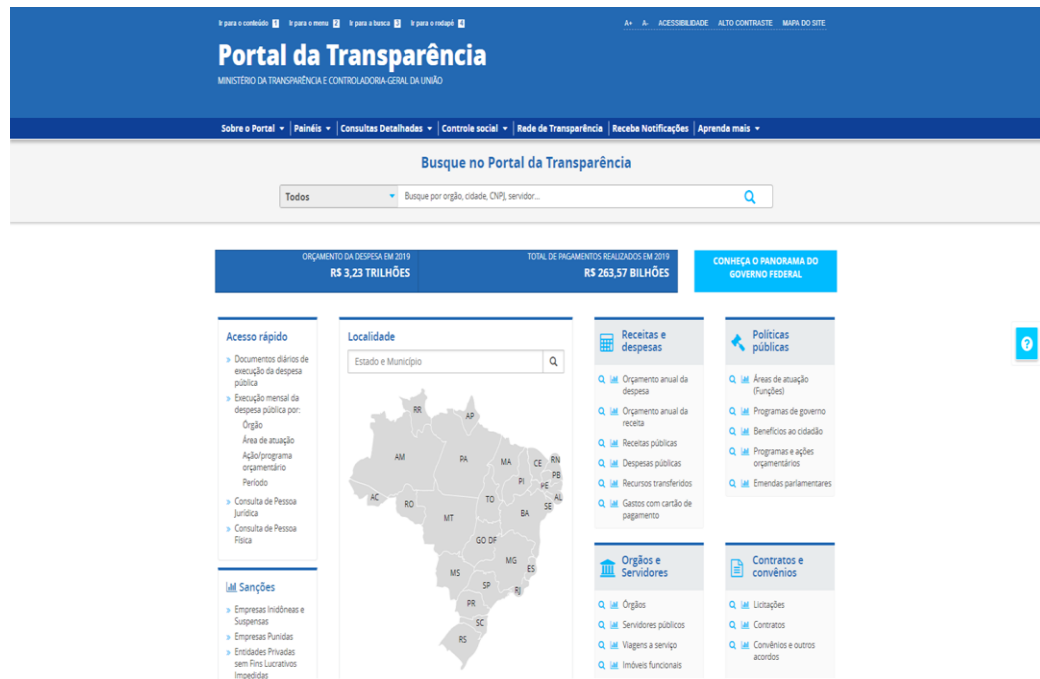 Ir para o conteúdo 1 Ir para o menu 2 Ir para a busca 3 Ir para o rodapé 4
A+ A- ACESSIBILIDADE ALTO CONTRASTE MAPA DO SITE
Portal da Transparência
MINISTÉRIO DA TRANSPARÊNCIA E CONTROLADORIA-GERAL DA UNIÃO
Sobre o Portal Painéis Consultas Detalhadas Controle social Rede de Transparência Receba Notificações Aprenda mais
Busque no Portal da Transparência
Todos Busque por orgão, cidade, CNPJ, servidor...
ORÇAMENTO DA DESPESA EM 2019
R$ 3,23 TRILHÕES
TOTAL DE PAGAMENTOS REALIZADOS EM 2019
R$ 263,57 BILHÕES
CONHEÇA O PANORAMA DO
GOVERNO FEDERAL
Acesso rápido
» Documentos diários de
execução da despesa
pública
» Execução mensal da
despesa pública por:
Órgão
Área de atuação
Ação/programa
orçamentário
Período
» Consulta de Pessoa
Jurídica
» Consulta de Pessoa
Física
Sanções
» Empresas Inidôneas e
Suspensas
» Empresas Punidas
» Entidades Privadas
sem Fins Lucrativos
Impedidas
Localidade
Estado e Município
RR AP
AM PA MA CE RN
PB
PI PE
AC RO TO AL
SE
MT BA
GO DF
MG
MS ES
SP RJ
PR
SC
RS
Receitas e
despesas
Orçamento anual da
despesa
Orçamento anual da
receita
Receitas públicas
Despesas públicas
Recursos transferidos
Gastos com cartão de
pagamento
Políticas
públicas
Áreas de atuação
(Funções)
Programas de governo
Benefícios ao cidadão
Programas e ações
orçamentários
Emendas parlamentares
Orgãos e
Servidores
Órgãos
Servidores públicos
Viagens a serviço
Imóveis funcionais
Contratos e
convênios
Licitações
Contratos
Convênios e outros
acordos
?